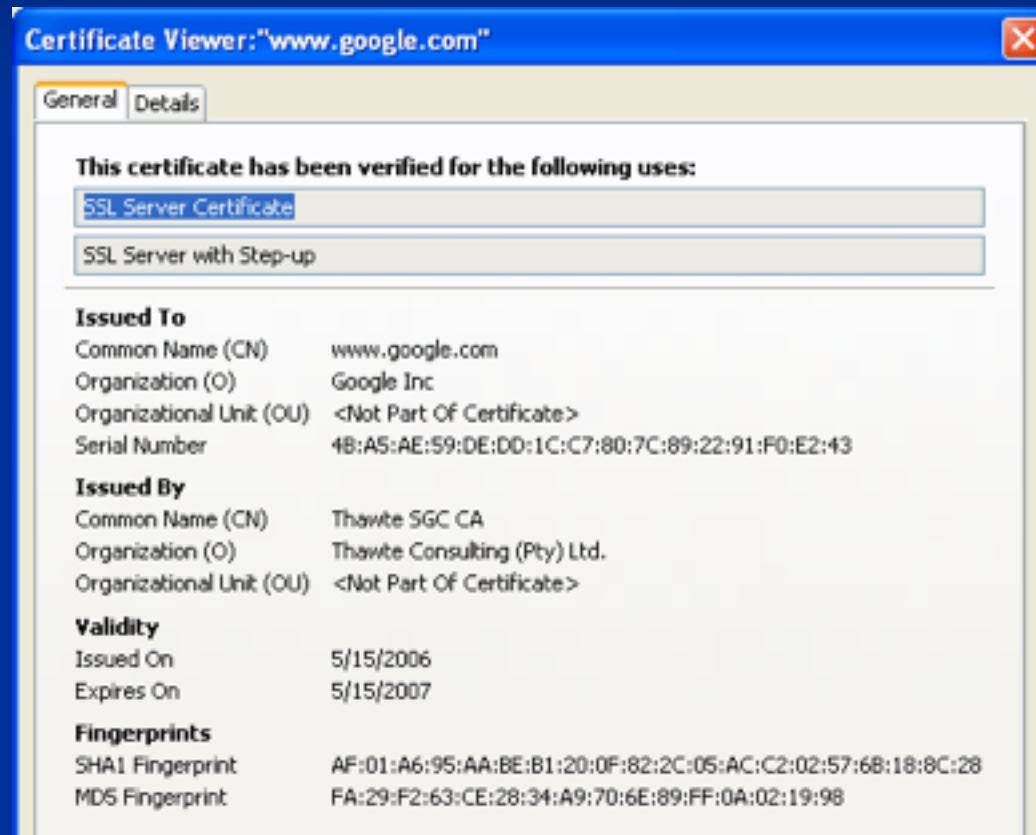 Certificate Viewer:"www.google.com"
General Details
This certificate has been verified for the following uses:
SSL Server Certificate
SSL Server with Step-up
Issued To
Common Name (CN) www.google.com
Organization (O) Google Inc
Organizational Unit (OU) <Not Part Of Certificate>
Serial Number 4B:A5:AE:59:DE:DD:1C:C7:80:7C:89:22:91:F0:E2:43
Issued By
Common Name (CN) Thawte SGC CA
Organization (O) Thawte Consulting (Pty) Ltd.
Organizational Unit (OU) <Not Part Of Certificate>
Validity
Issued On 5/15/2006
Expires On 5/15/2007
Fingerprints
SHA1 Fingerprint AF:01:A6:95:AA:BE:B1:20:0F:82:2C:05:AC:C2:02:57:6B:18:8C:28
MD5 Fingerprint FA:29:F2:63:CE:28:34:A9:70:6E:89:FF:0A:02:19:98